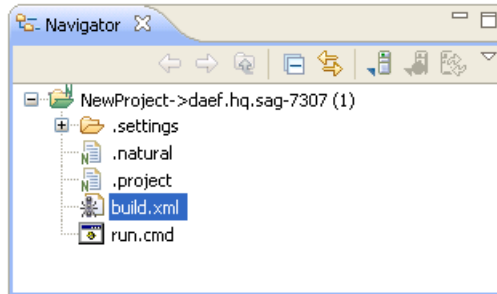 Navigator
NewProject->daef.hq.sag-7307 (1)
.settings
.natural
.project
build.xml
run.cmd